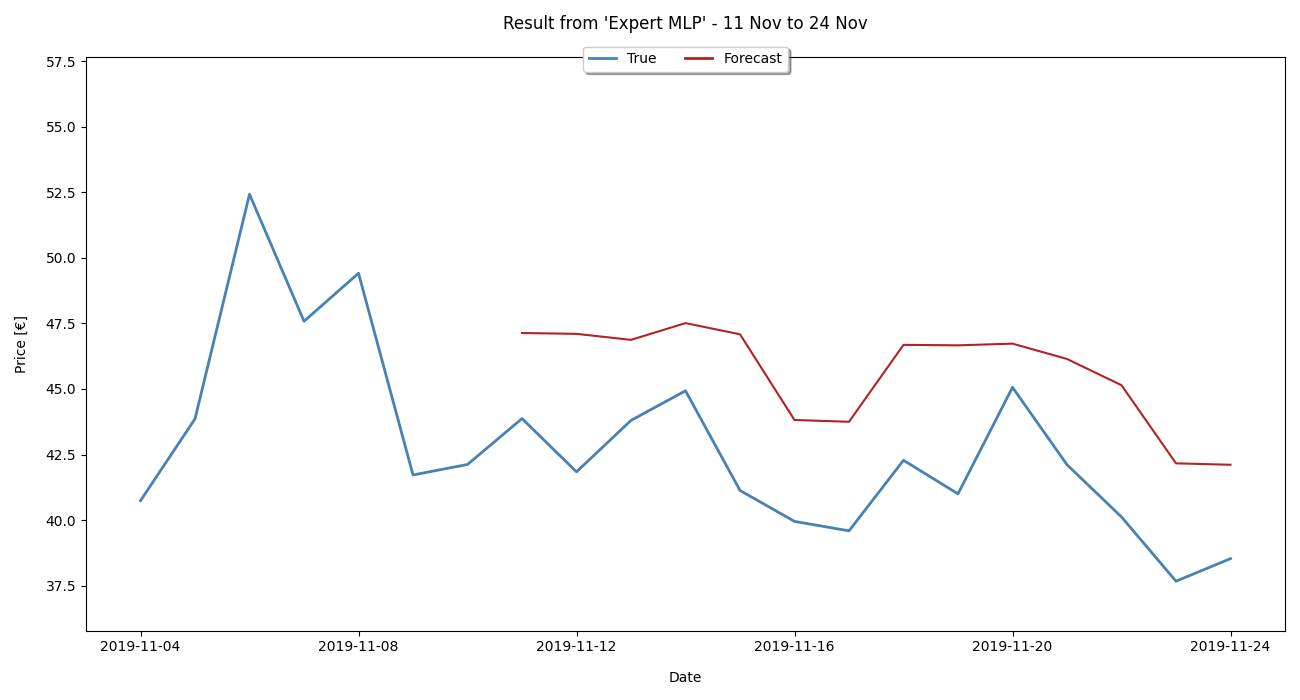 Result from 'Expert MLP' - 11 Nov to 24 Nov
True Forecast
57.5
55.0
52.5
50.0
47.5
45.0
42.5
40.0
37.5
Price [€]
2019-11-04 2019-11-08 2019-11-12 2019-11-16 2019-11-20 2019-11-24
Date